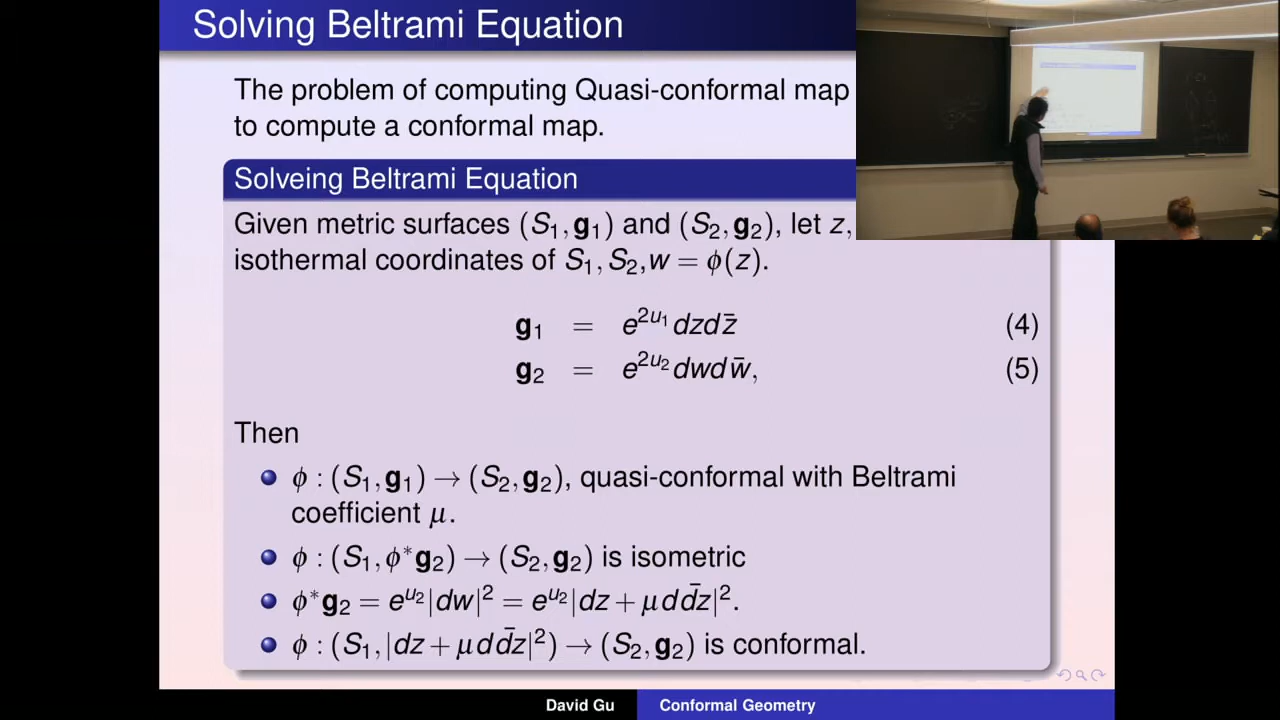 Solving Beltrami Equation
The problem of computing Quasi-conformal map
to compute a conformal map.
Solveing Beltrami Equation
Given metric surfaces (S₁, g₁) and (S₂, g₂), let z,
isothermal coordinates of S₁, S₂, w = ϕ(z).
g₁ = e^{2u₁} dzdz̄ (4)
g₂ = e^{2u₂} dwdw̄, (5)
Then
ϕ : (S₁, g₁) → (S₂, g₂), quasi-conformal with Beltrami
coefficient μ.
ϕ : (S₁, ϕ*g₂) → (S₂, g₂) is isometric
ϕ*g₂ = e^{u₂}|dw|² = e^{u₂}|dz + μ d d̄z|².
ϕ : (S₁, |dz + μ d d̄z|²) → (S₂, g₂) is conformal.
David Gu Conformal Geometry